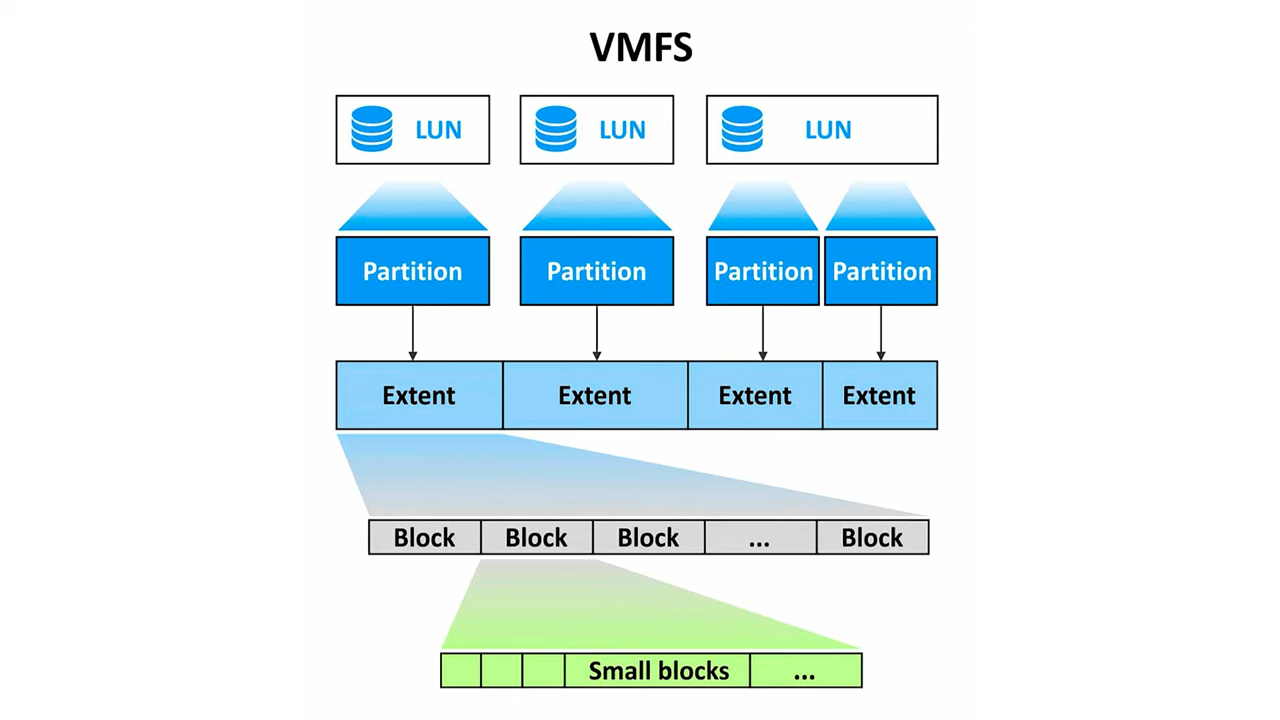 VMFS
LUN LUN LUN
Partition Partition Partition Partition
Extent Extent Extent Extent
Block Block Block ... Block
Small blocks ...